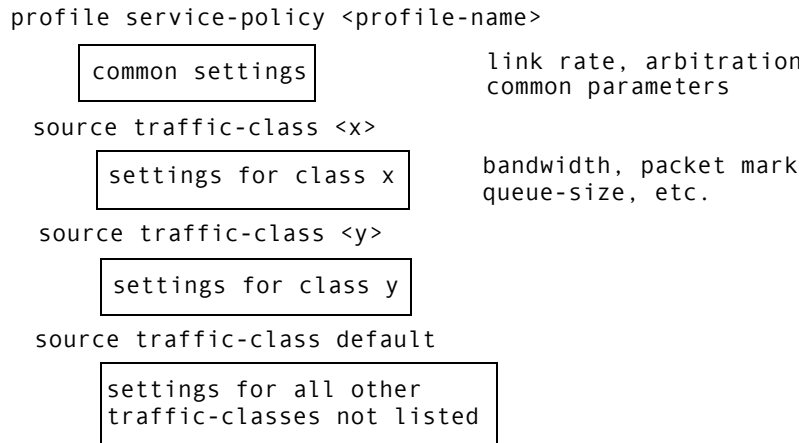 profile service-policy <profile-name>
common settings
link rate, arbitration
common parameters
source traffic-class <x>
settings for class x
bandwidth, packet mark
queue-size, etc.
source traffic-class <y>
settings for class y
source traffic-class default
settings for all other
traffic-classes not listed